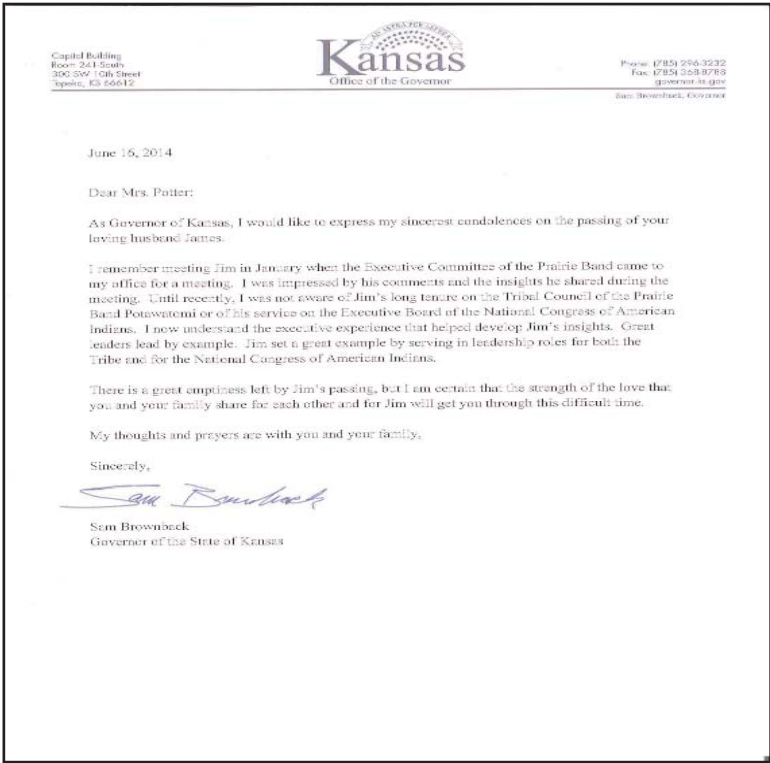 AD ASTRA PER ASPERA
Kansas
Office of the Governor
Capitol Building
Room 241-South
300 SW 10th Street
Topeka, KS 66612
Phone: (785) 296-3232
Fax: (785) 368-8788
governor.ks.gov
Sam Brownback, Governor
June 16, 2014
Dear Mrs. Potter:
As Governor of Kansas, I would like to express my sincerest condolences on the passing of your
loving husband James.
I remember meeting Jim in January when the Executive Committee of the Prairie Band came to
my office for a meeting. I was impressed by his comments and the insights he shared during the
meeting. Until recently, I was not aware of Jim's long tenure on the Tribal Council of the Prairie
Band Potawatomi or of his service on the Executive Board of the National Congress of American
Indians. I now understand the executive experience that helped develop Jim's insights. Great
leaders lead by example. Jim set a great example by serving in leadership roles for both the
Tribe and for the National Congress of American Indians.
There is a great emptiness left by Jim's passing, but I am certain that the strength of the love that
you and your family share for each other and for Jim will get you through this difficult time.
My thoughts and prayers are with you and your family,
Sincerely,
Sam Brownback
Sam Brownback
Governor of the State of Kansas